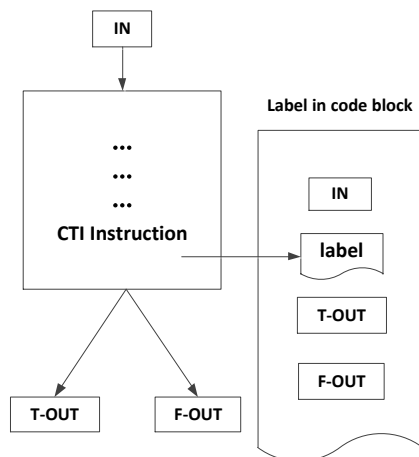 IN
...
...
...
CTI Instruction
T-OUT
F-OUT
Label in code block
IN
label
T-OUT
F-OUT